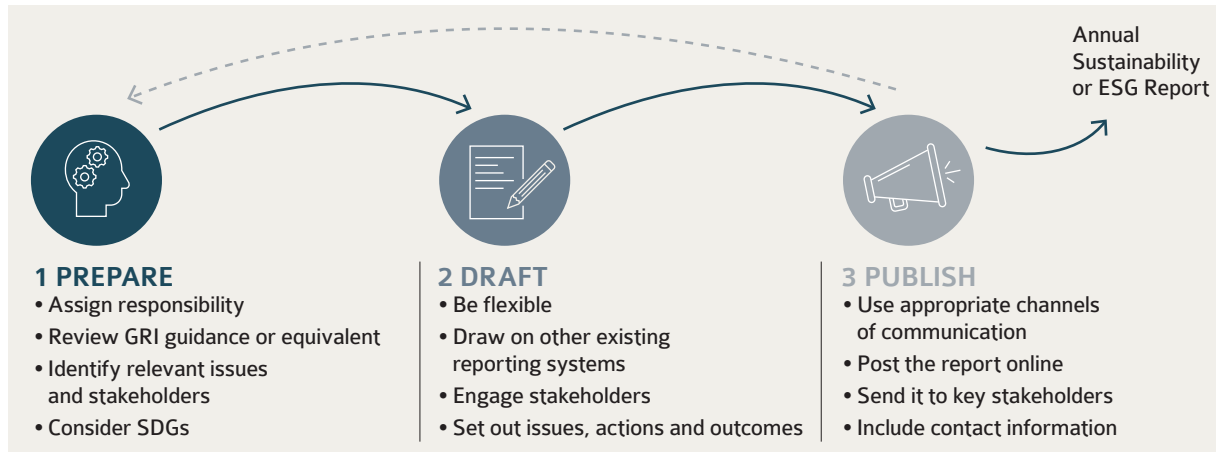 Annual
Sustainability
or ESG Report
1 PREPARE
• Assign responsibility
• Review GRI guidance or equivalent
• Identify relevant issues
and stakeholders
• Consider SDGs
2 DRAFT
• Be flexible
• Draw on other existing
reporting systems
• Engage stakeholders
• Set out issues, actions and outcomes
3 PUBLISH
• Use appropriate channels
of communication
• Post the report online
• Send it to key stakeholders
• Include contact information